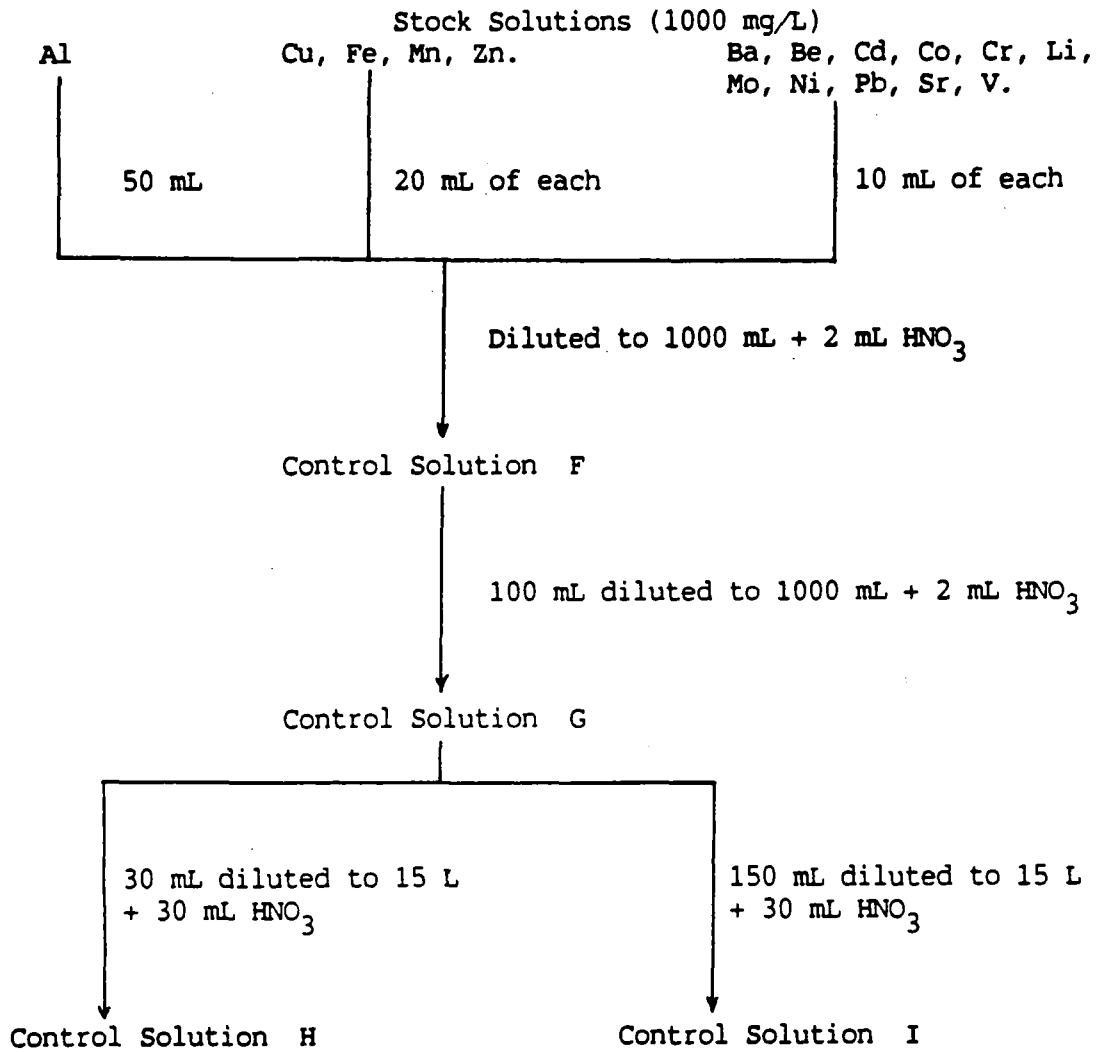 Stock Solutions (1000 mg/L)
Al
Cu, Fe, Mn, Zn.
Ba, Be, Cd, Co, Cr, Li,
Mo, Ni, Pb, Sr, V.
50 mL
20 mL of each
10 mL of each
Diluted to 1000 mL + 2 mL HNO3
Control Solution F
100 mL diluted to 1000 mL + 2 mL HNO3
Control Solution G
30 mL diluted to 15 L
+ 30 mL HNO3
150 mL diluted to 15 L
+ 30 mL HNO3
Control Solution H
Control Solution I